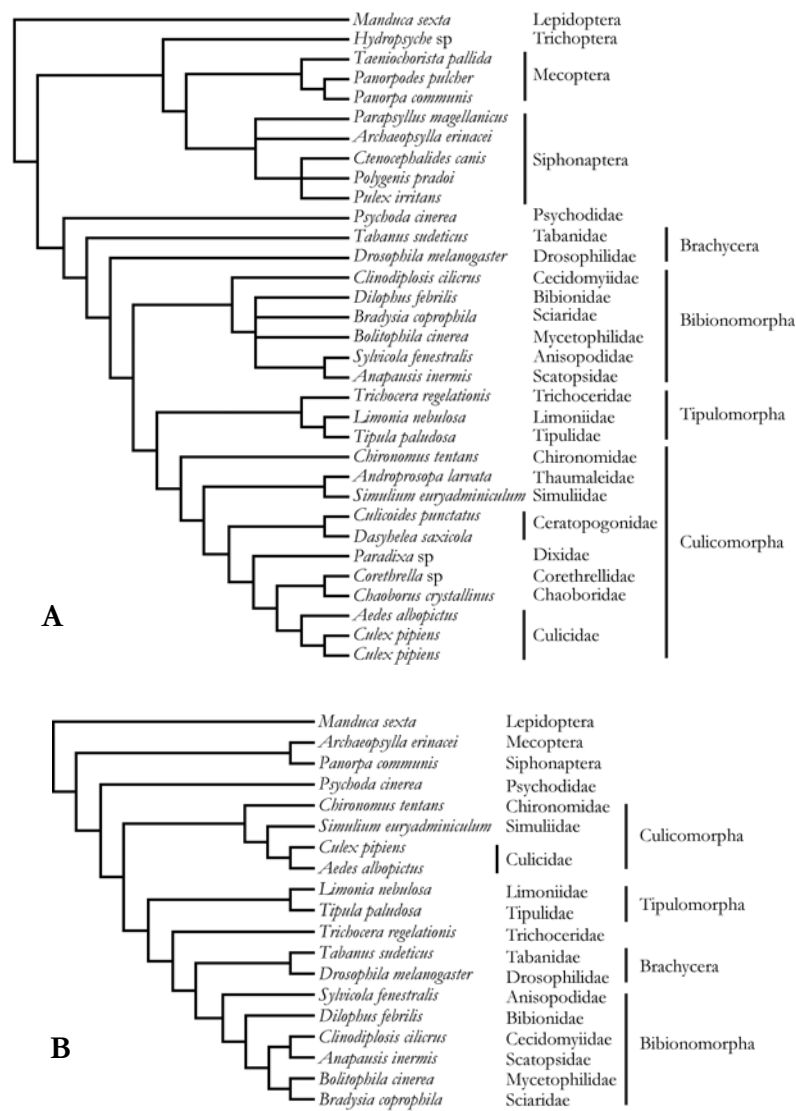 Manduca sexta Lepidoptera
Hydropsyche sp Trichoptera
Taeniochorista pallida
Panorpodes pulcher Mecoptera
Panorpa communis
Parapsyllus magellanicus
Archaeopsylla erinacei
Ctenocephalides canis Siphonaptera
Polygenis pradoi
Pulex irritans
Psychoda cinerea Psychodidae
Tabanus sudeticus Tabanidae Brachycera
Drosophila melanogaster Drosophilidae
Clinodiplosis cilicrus Cecidomyiidae
Dilophus febrilis Bibionidae
Bradysia coprophila Sciaridae Bibionomorpha
Bolitophila cinerea Mycetophilidae
Sylvicola fenestralis Anisopodidae
Anapausis inermis Scatopsidae
Trichocera regelationis Trichoceridae
Limonia nebulosa Limoniidae Tipulomorpha
Tipula paludosa Tipulidae
Chironomus tentans Chironomidae
Androprosopa larvata Thaumaleidae
Simulium euryadminiculum Simuliidae
Culicoides punctatus Ceratopogonidae
Dasyhelea saxicola Culicomorpha
Paradixa sp Dixidae
Corethrella sp Corethrellidae
Chaoborus crystallinus Chaoboridae
A Aedes albopictus
Culex pipiens Culicidae
Culex pipiens
Manduca sexta Lepidoptera
Archaeopsylla erinacei Mecoptera
Panorpa communis Siphonaptera
Psychoda cinerea Psychodidae
Chironomus tentans Chironomidae
Simulium euryadminiculum Simuliidae Culicomorpha
Culex pipiens Culicidae
Aedes albopictus
Limonia nebulosa Limoniidae Tipulomorpha
Tipula paludosa Tipulidae
Trichocera regelationis Trichoceridae
Tabanus sudeticus Tabanidae Brachycera
Drosophila melanogaster Drosophilidae
Sylvicola fenestralis Anisopodidae
Dilophus febrilis Bibionidae
B Clinodiplosis cilicrus Cecidomyiidae Bibionomorpha
Anapausis inermis Scatopsidae
Bolitophila cinerea Mycetophilidae
Bradysia coprophila Sciaridae